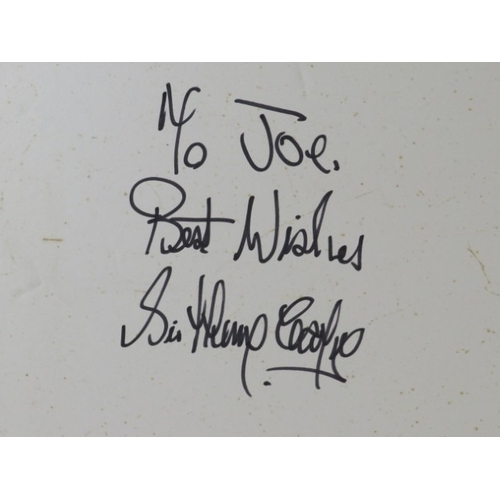 To Joe.
Best Wishes
Sir Henry Cooper